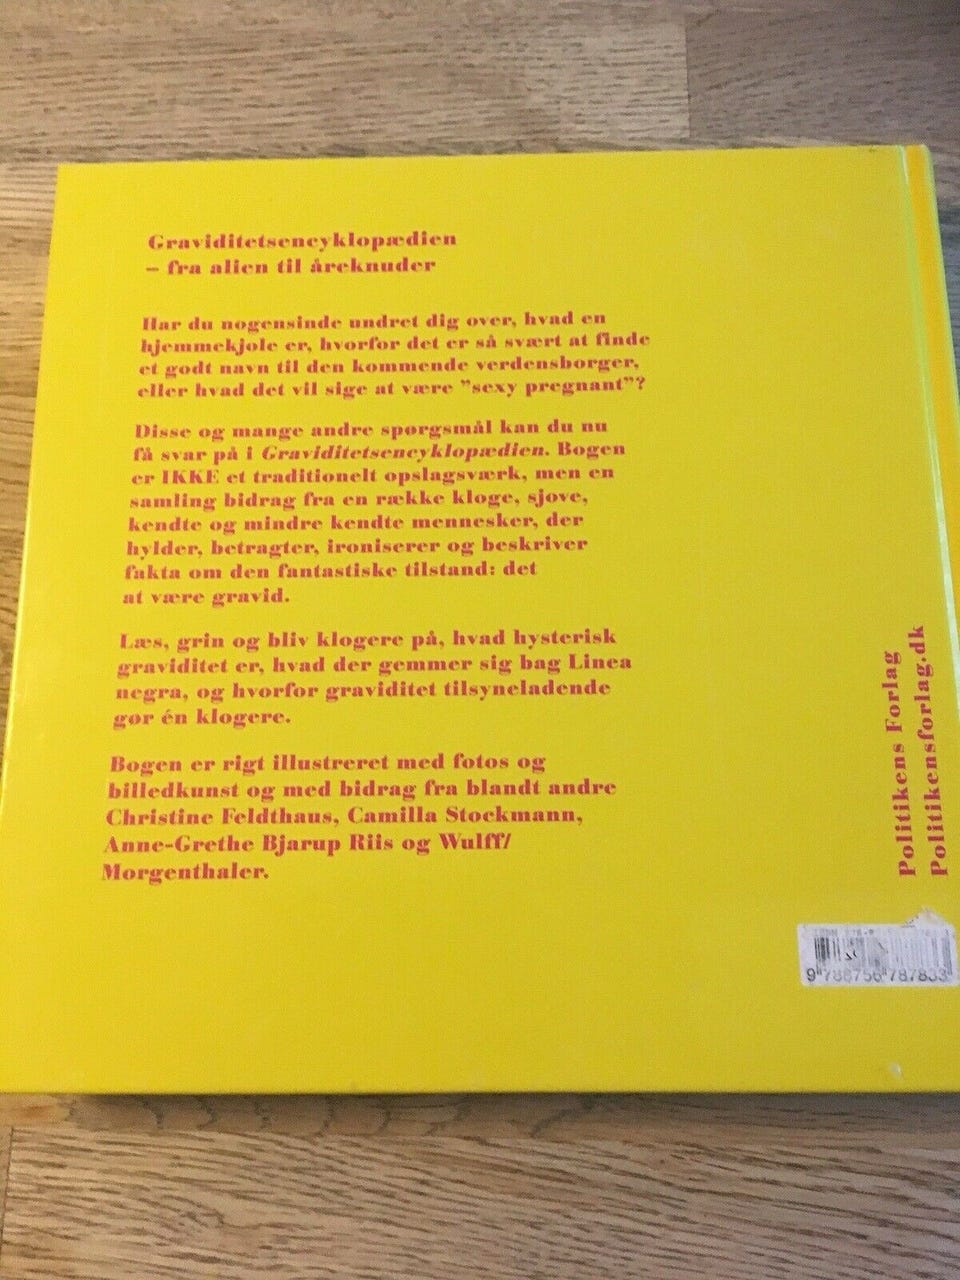 Graviditetsencyklopædien
– fra alien til åreknuder
Har du nogensinde undret dig over, hvad en
hjemmekjole er, hvorfor det er så svært at finde
et godt navn til den kommende verdensborger,
eller hvad det vil sige at være ”sexy pregnant”?
Disse og mange andre spørgsmål kan du nu
få svar på i Graviditetsencyklopædien. Bogen
er IKKE et traditionelt opslagsværk, men en
samling bidrag fra en række kloge, sjove,
kendte og mindre kendte mennesker, der
hylder, betragter, ironiserer og beskriver
fakta om den fantastiske tilstand: det
at være gravid.
Læs, grin og bliv klogere på, hvad hysterisk
graviditet er, hvad der gemmer sig bag Linea
negra, og hvorfor graviditet tilsyneladende
gør én klogere.
Bogen er rigt illustreret med fotos og
billedkunst og med bidrag fra blandt andre
Christine Feldthaus, Camilla Stockmann,
Anne-Grethe Bjarup Riis og Wulff/
Morgenthaler.
Politikens Forlag
Politikensforlag.dk
9 788756 787833